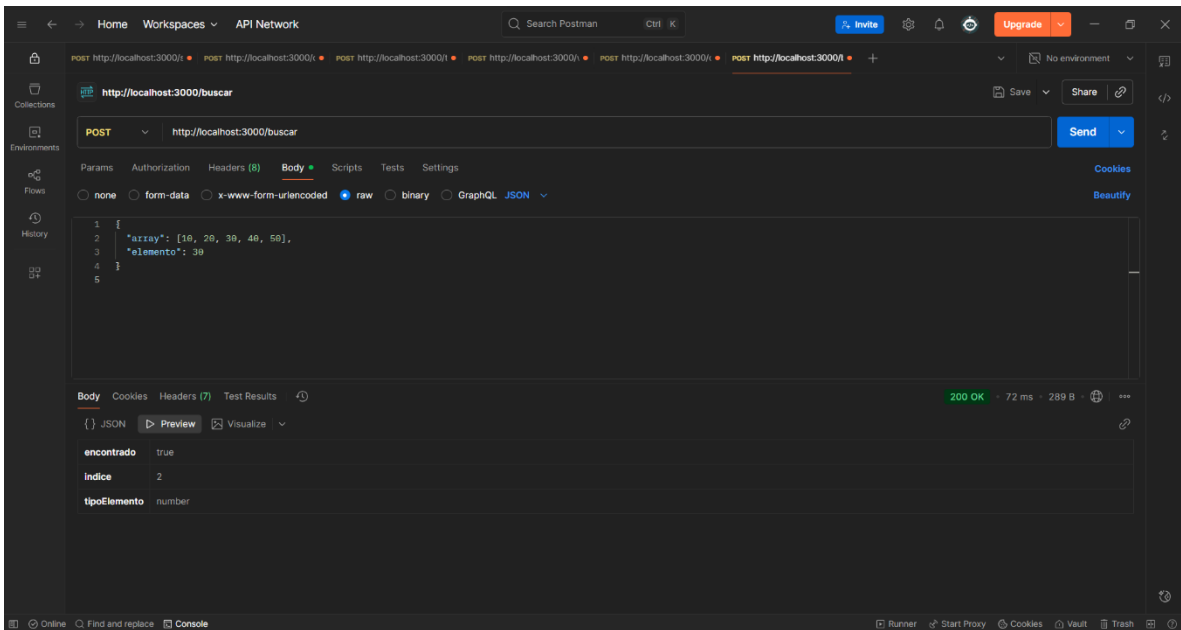 Home Workspaces API Network Search Postman Ctrl K Invite Upgrade
POST http://localhost:3000/ POST http://localhost:3000/ POST http://localhost:3000/t POST http://localhost:3000/ POST http://localhost:3000/ POST http://localhost:3000/ No environment
HTTP http://localhost:3000/buscar Save Share
Collections
POST http://localhost:3000/buscar Send
Environments
Params Authorization Headers (8) Body Scripts Tests Settings Cookies
Flows
none form-data x-www-form-urlencoded raw binary GraphQL JSON Beautify
History
1 {
2 "array": [10, 20, 30, 40, 50],
3 "elemento": 30
4 }
5
Body Cookies Headers (7) Test Results 200 OK 72 ms 289 B
{} JSON Preview Visualize
encontrado true
indice 2
tipoElemento number
Online Find and replace Console Runner Start Proxy Cookies Vault Trash